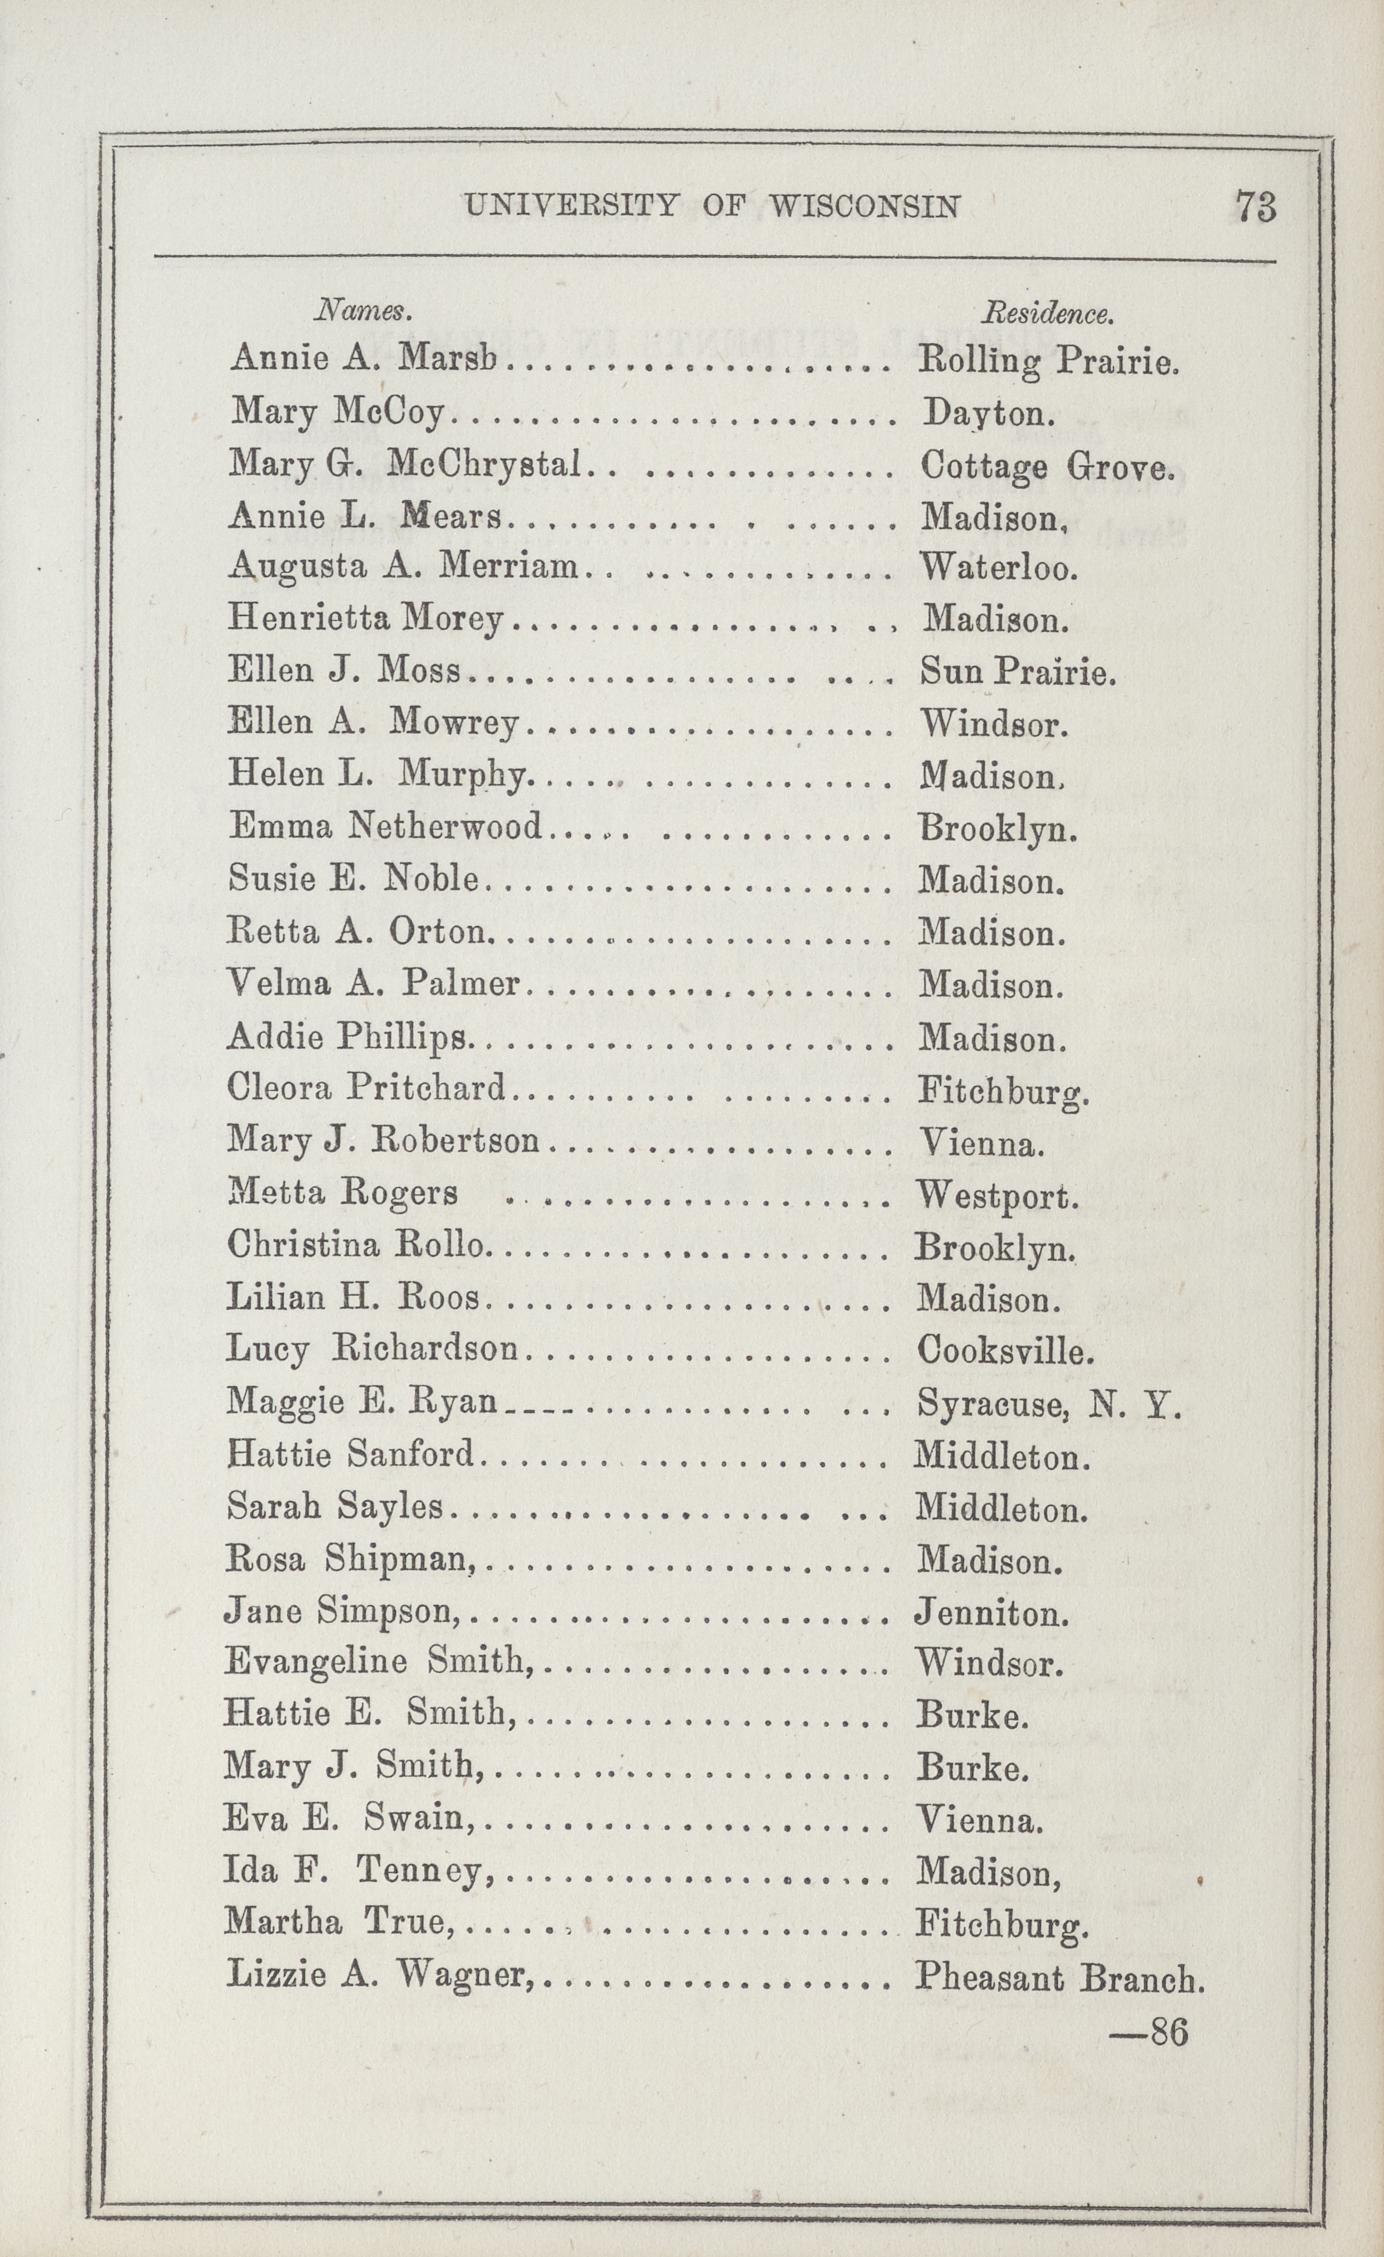 UNIVERSITY OF WISCONSIN 73
Names. Residence.
Annie A. Marsh.................... Rolling Prairie.
Mary McCoy....................... Dayton.
Mary G. McChrystal.. ............. Cottage Grove.
Annie L. Mears........... . ...... Madison,
Augusta A. Merriam.. ............. Waterloo.
Henrietta Morey................. .. Madison.
Ellen J. Moss................. .... Sun Prairie.
Ellen A. Mowrey................... Windsor.
Helen L. Murphy..... ............. Madison.
Emma Netherwood..... ............ Brooklyn.
Susie E. Noble..................... Madison.
Retta A. Orton..................... Madison.
Velma A. Palmer................... Madison.
Addie Phillips...................... Madison.
Cleora Pritchard.......... ......... Fitchburg.
Mary J. Robertson.................. Vienna.
Metta Rogers .................... Westport.
Christina Rollo..................... Brooklyn.
Lilian H. Roos..................... Madison.
Lucy Richardson................... Cooksville.
Maggie E. Ryan................ ... Syracuse, N. Y.
Hattie Sanford..................... Middleton.
Sarah Sayles................... ... Middleton.
Rosa Shipman,..................... Madison.
Jane Simpson,...................... Jenniton.
Evangeline Smith,.................. Windsor.
Hattie E. Smith,................... Burke.
Mary J. Smith,..................... Burke.
Eva E. Swain,..................... Vienna.
Ida F. Tenney,.................... Madison,
Martha True,...... ............... Fitchburg.
Lizzie A. Wagner,.................. Pheasant Branch.
—86